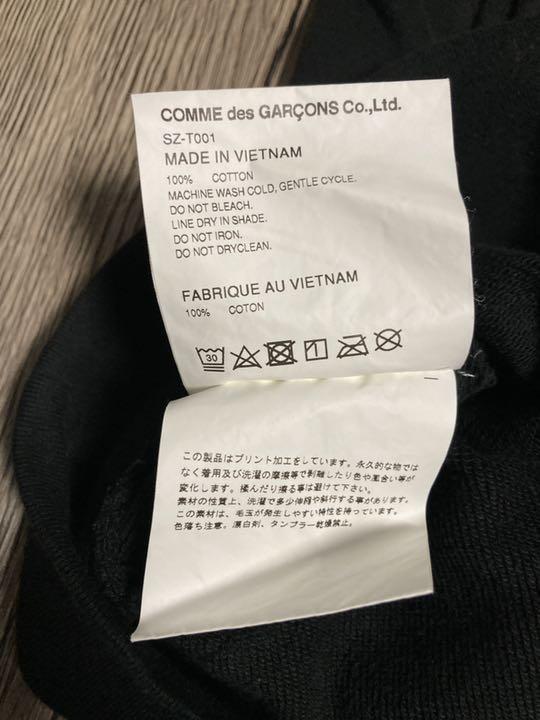 COMME des GARÇONS Co.,Ltd.
SZ-T001
MADE IN VIETNAM
100% COTTON
MACHINE WASH COLD, GENTLE CYCLE.
DO NOT BLEACH.
LINE DRY IN SHADE.
DO NOT IRON.
DO NOT DRYCLEAN.
FABRIQUE AU VIETNAM
100% COTON
30
この製品はプリント加工をしています。永久的な物では
なく着用及び洗濯の摩擦等で剥離したり色や風合い等が
変化します。揉んだり擦る事は避けて下さい。
素材の性質上、洗濯で多少伸縮や斜行する事があります。
この素材は、毛玉が発生しやすい特性を持っています。
色落ち注意。漂白剤、タンブラー乾燥禁止。